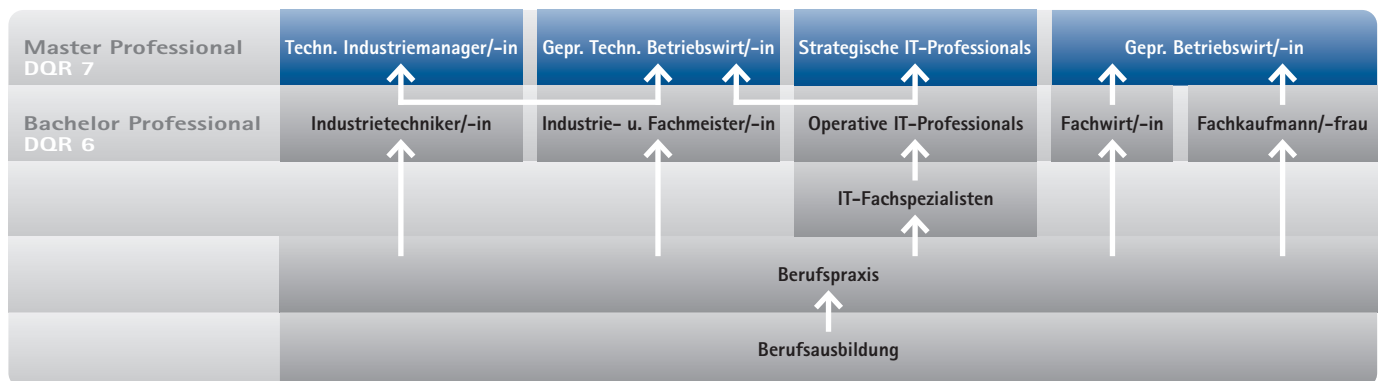 Master Professional
DQR 7
Techn. Industriemanager/-in
Gepr. Techn. Betriebswirt/-in
Strategische IT-Professionals
Gepr. Betriebswirt/-in
Bachelor Professional
DQR 6
Industrietechniker/-in
Industrie- u. Fachmeister/-in
Operative IT-Professionals
Fachwirt/-in
Fachkaufmann/-frau
IT-Fachspezialisten
Berufspraxis
Berufsausbildung